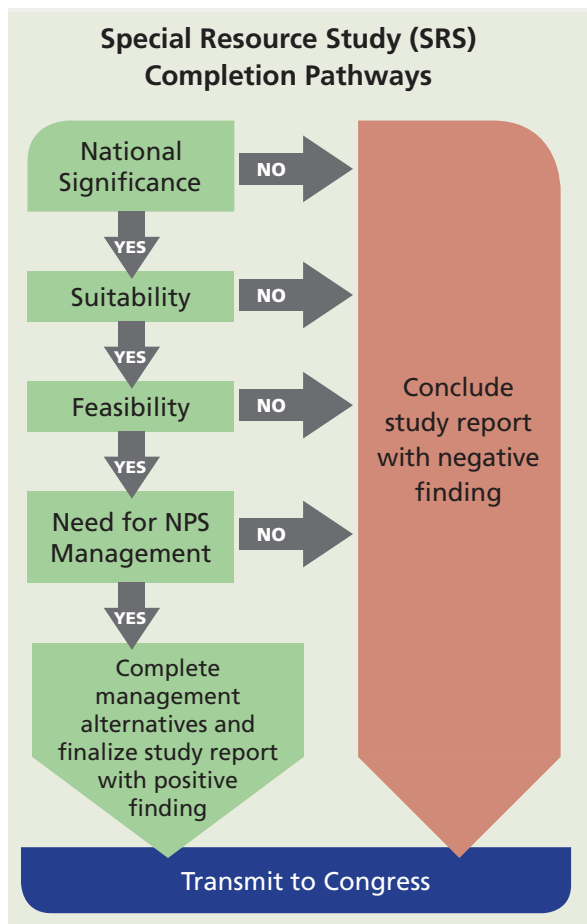 Special Resource Study (SRS)
Completion Pathways
National
Significance
NO
YES
Suitability
NO
YES
Feasibility
NO
YES
Need for NPS
Management
NO
YES
Complete
management
alternatives and
finalize study report
with positive
finding
Conclude
study report
with negative
finding
Transmit to Congress